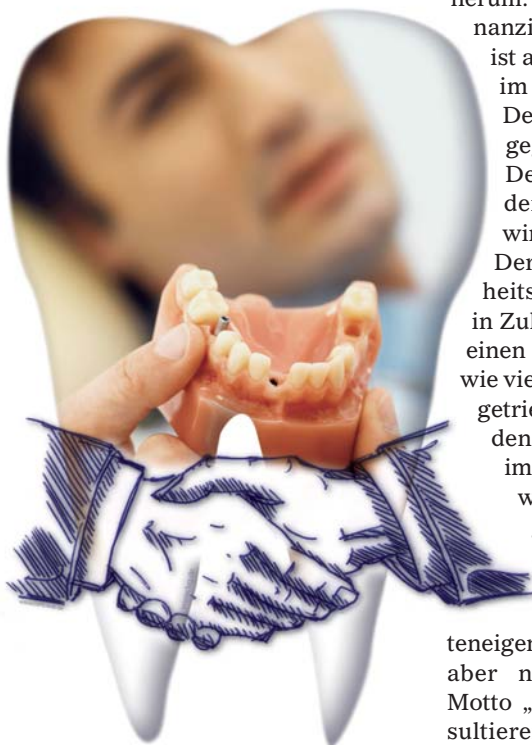 nanzi
ist a
im
De
ge
De
de
wi
Der
heits
in Zul
einen
wie vie
getrie
den
im
w
teneigen
aber n
Motto „
sultiere